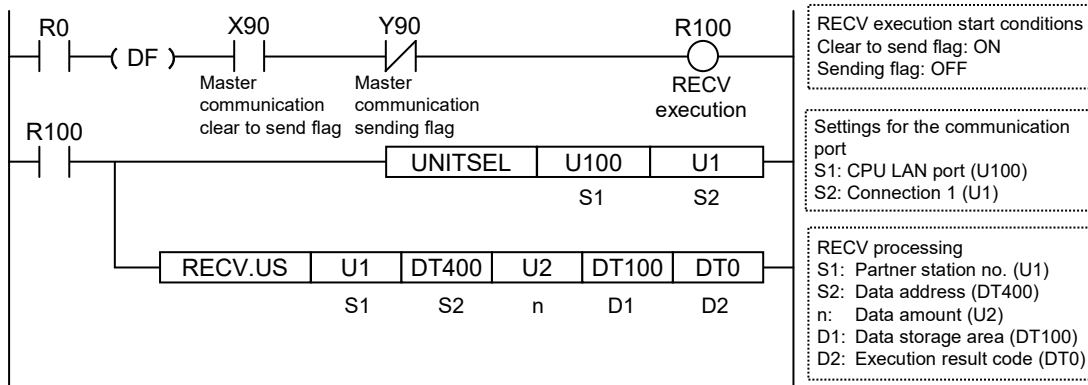 R0 X90 Y90 R100
( DF )
Master communication clear to send flag
Master communication sending flag
RECV execution
RECV execution start conditions
Clear to send flag: ON
Sending flag: OFF
R100
UNITSEL U100 U1
S1 S2
Settings for the communication
port
S1: CPU LAN port (U100)
S2: Connection 1 (U1)
RECV.US U1 DT400 U2 DT100 DT0
S1 S2 n D1 D2
RECV processing
S1: Partner station no. (U1)
S2: Data address (DT400)
n: Data amount (U2)
D1: Data storage area (DT100)
D2: Execution result code (DT0)